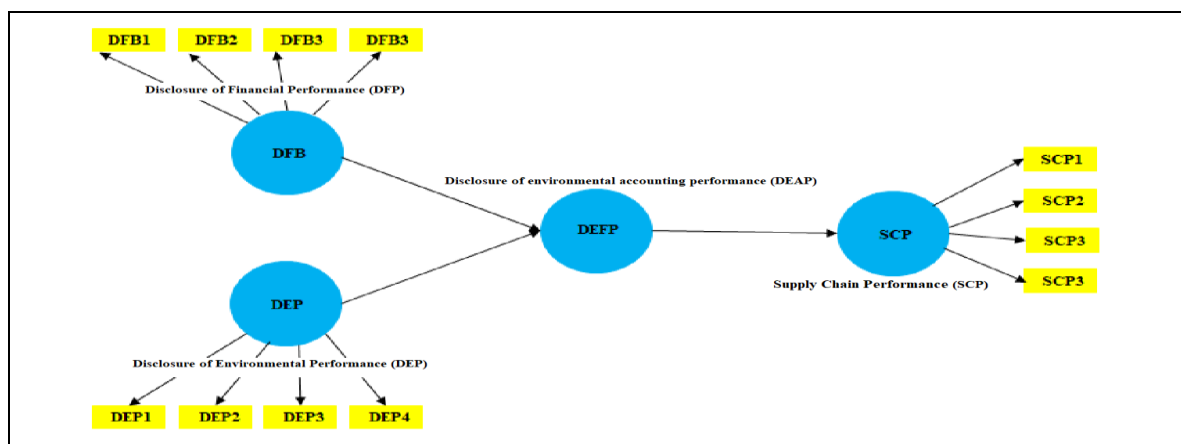 DFB1 DFB2 DFB3 DFB3
Disclosure of Financial Performance (DFP)
DFB
SCP1
Disclosure of environmental accounting performance (DEAP)
SCP2
DEFP
SCP
SCP3
SCP3
Supply Chain Performance (SCP)
DEP
Disclosure of Environmental Performance (DEP)
DEP1 DEP2 DEP3 DEP4